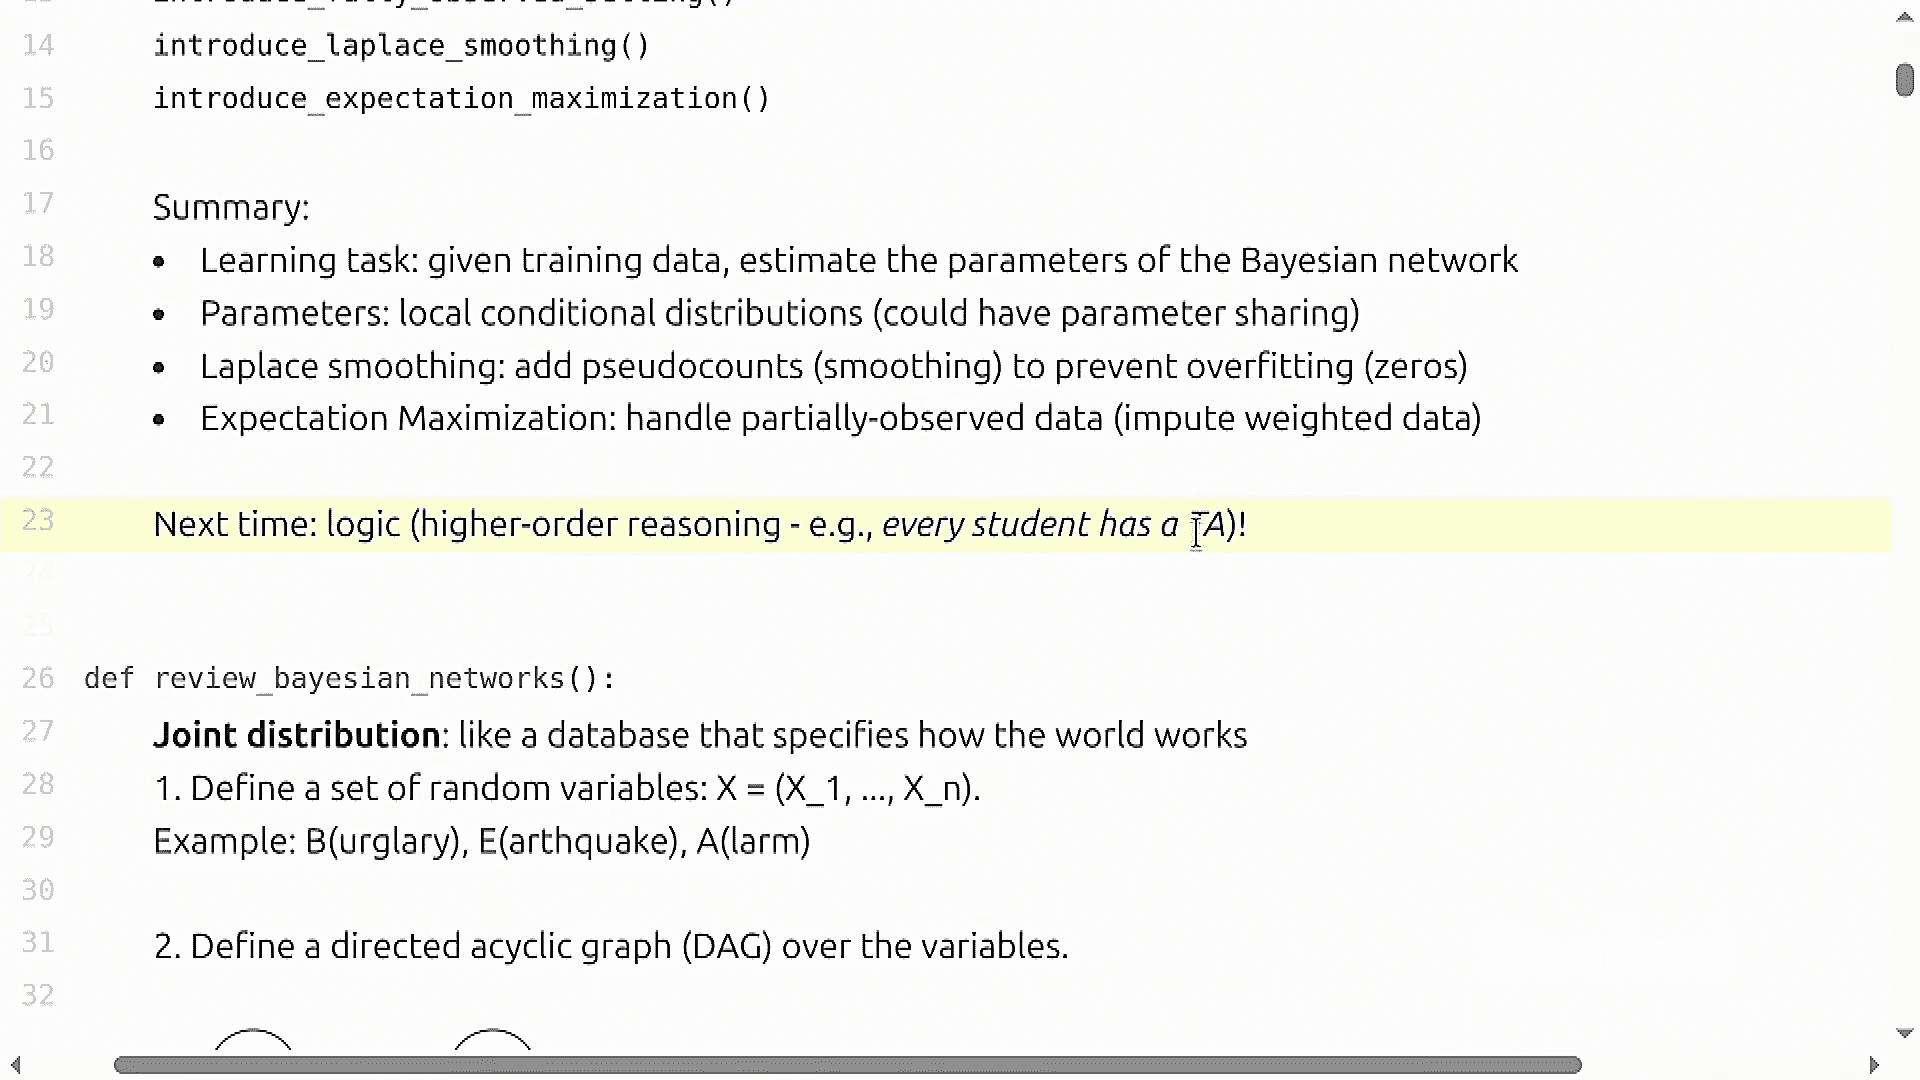 14 introduce_laplace_smoothing()
15 introduce_expectation_maximization()
16
17 Summary:
18 • Learning task: given training data, estimate the parameters of the Bayesian network
19 • Parameters: local conditional distributions (could have parameter sharing)
20 • Laplace smoothing: add pseudocounts (smoothing) to prevent overfitting (zeros)
21 • Expectation Maximization: handle partially-observed data (impute weighted data)
22
23 Next time: logic (higher-order reasoning - e.g., every student has a TA)!
24
25
26 def review_bayesian_networks():
27 Joint distribution: like a database that specifies how the world works
28 1. Define a set of random variables: X = (X_1, ..., X_n).
29 Example: B(urglary), E(arthquake), A(larm)
30
31 2. Define a directed acyclic graph (DAG) over the variables.
32